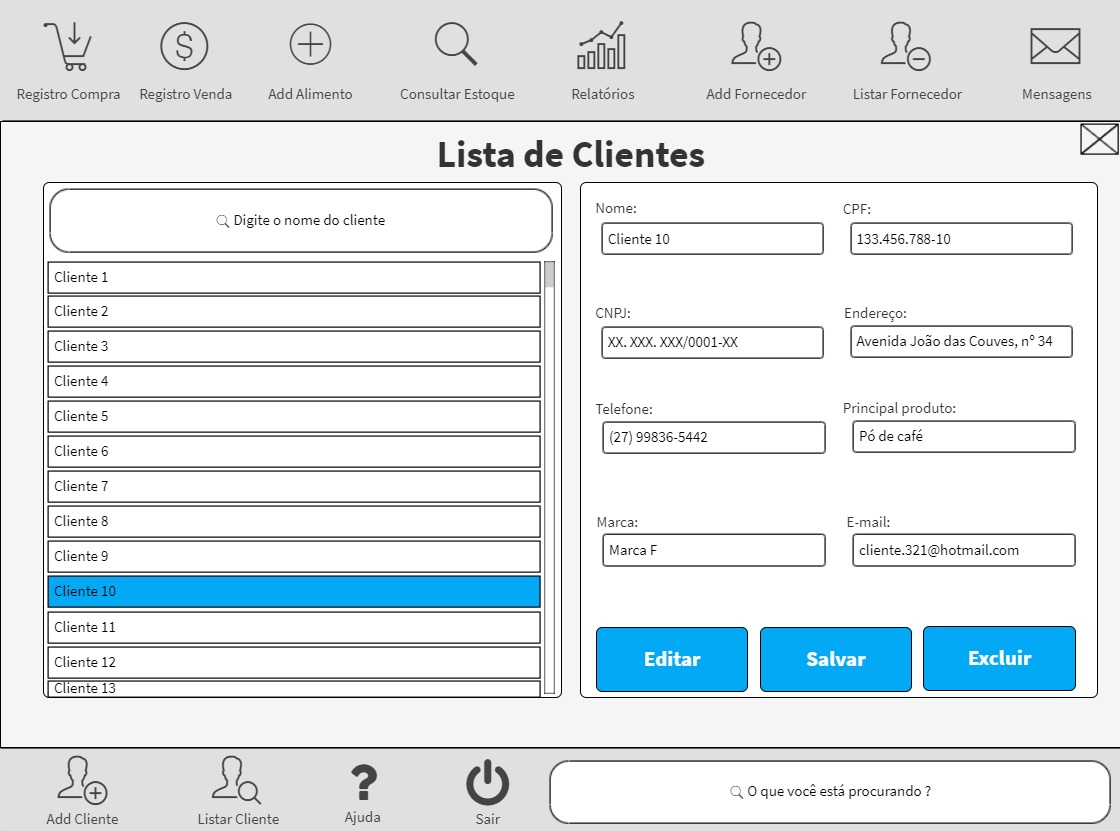 Registro Compra
Registro Venda
Add Alimento
Consultar Estoque
Relatórios
Add Fornecedor
Listar Fornecedor
Mensagens
Lista de Clientes
Digite o nome do cliente
Cliente 1
Cliente 2
Cliente 3
Cliente 4
Cliente 5
Cliente 6
Cliente 7
Cliente 8
Cliente 9
Cliente 10
Cliente 11
Cliente 12
Cliente 13
Nome:
Cliente 10
CPF:
133.456.788-10
CNPJ:
XX. XXX. XXX/0001-XX
Endereço:
Avenida João das Couves, nº 34
Telefone:
(27) 99836-5442
Principal produto:
Pó de café
Marca:
Marca F
E-mail:
cliente.321@hotmail.com
Editar
Salvar
Excluir
Add Cliente
Listar Cliente
Ajuda
Sair
O que você está procurando ?